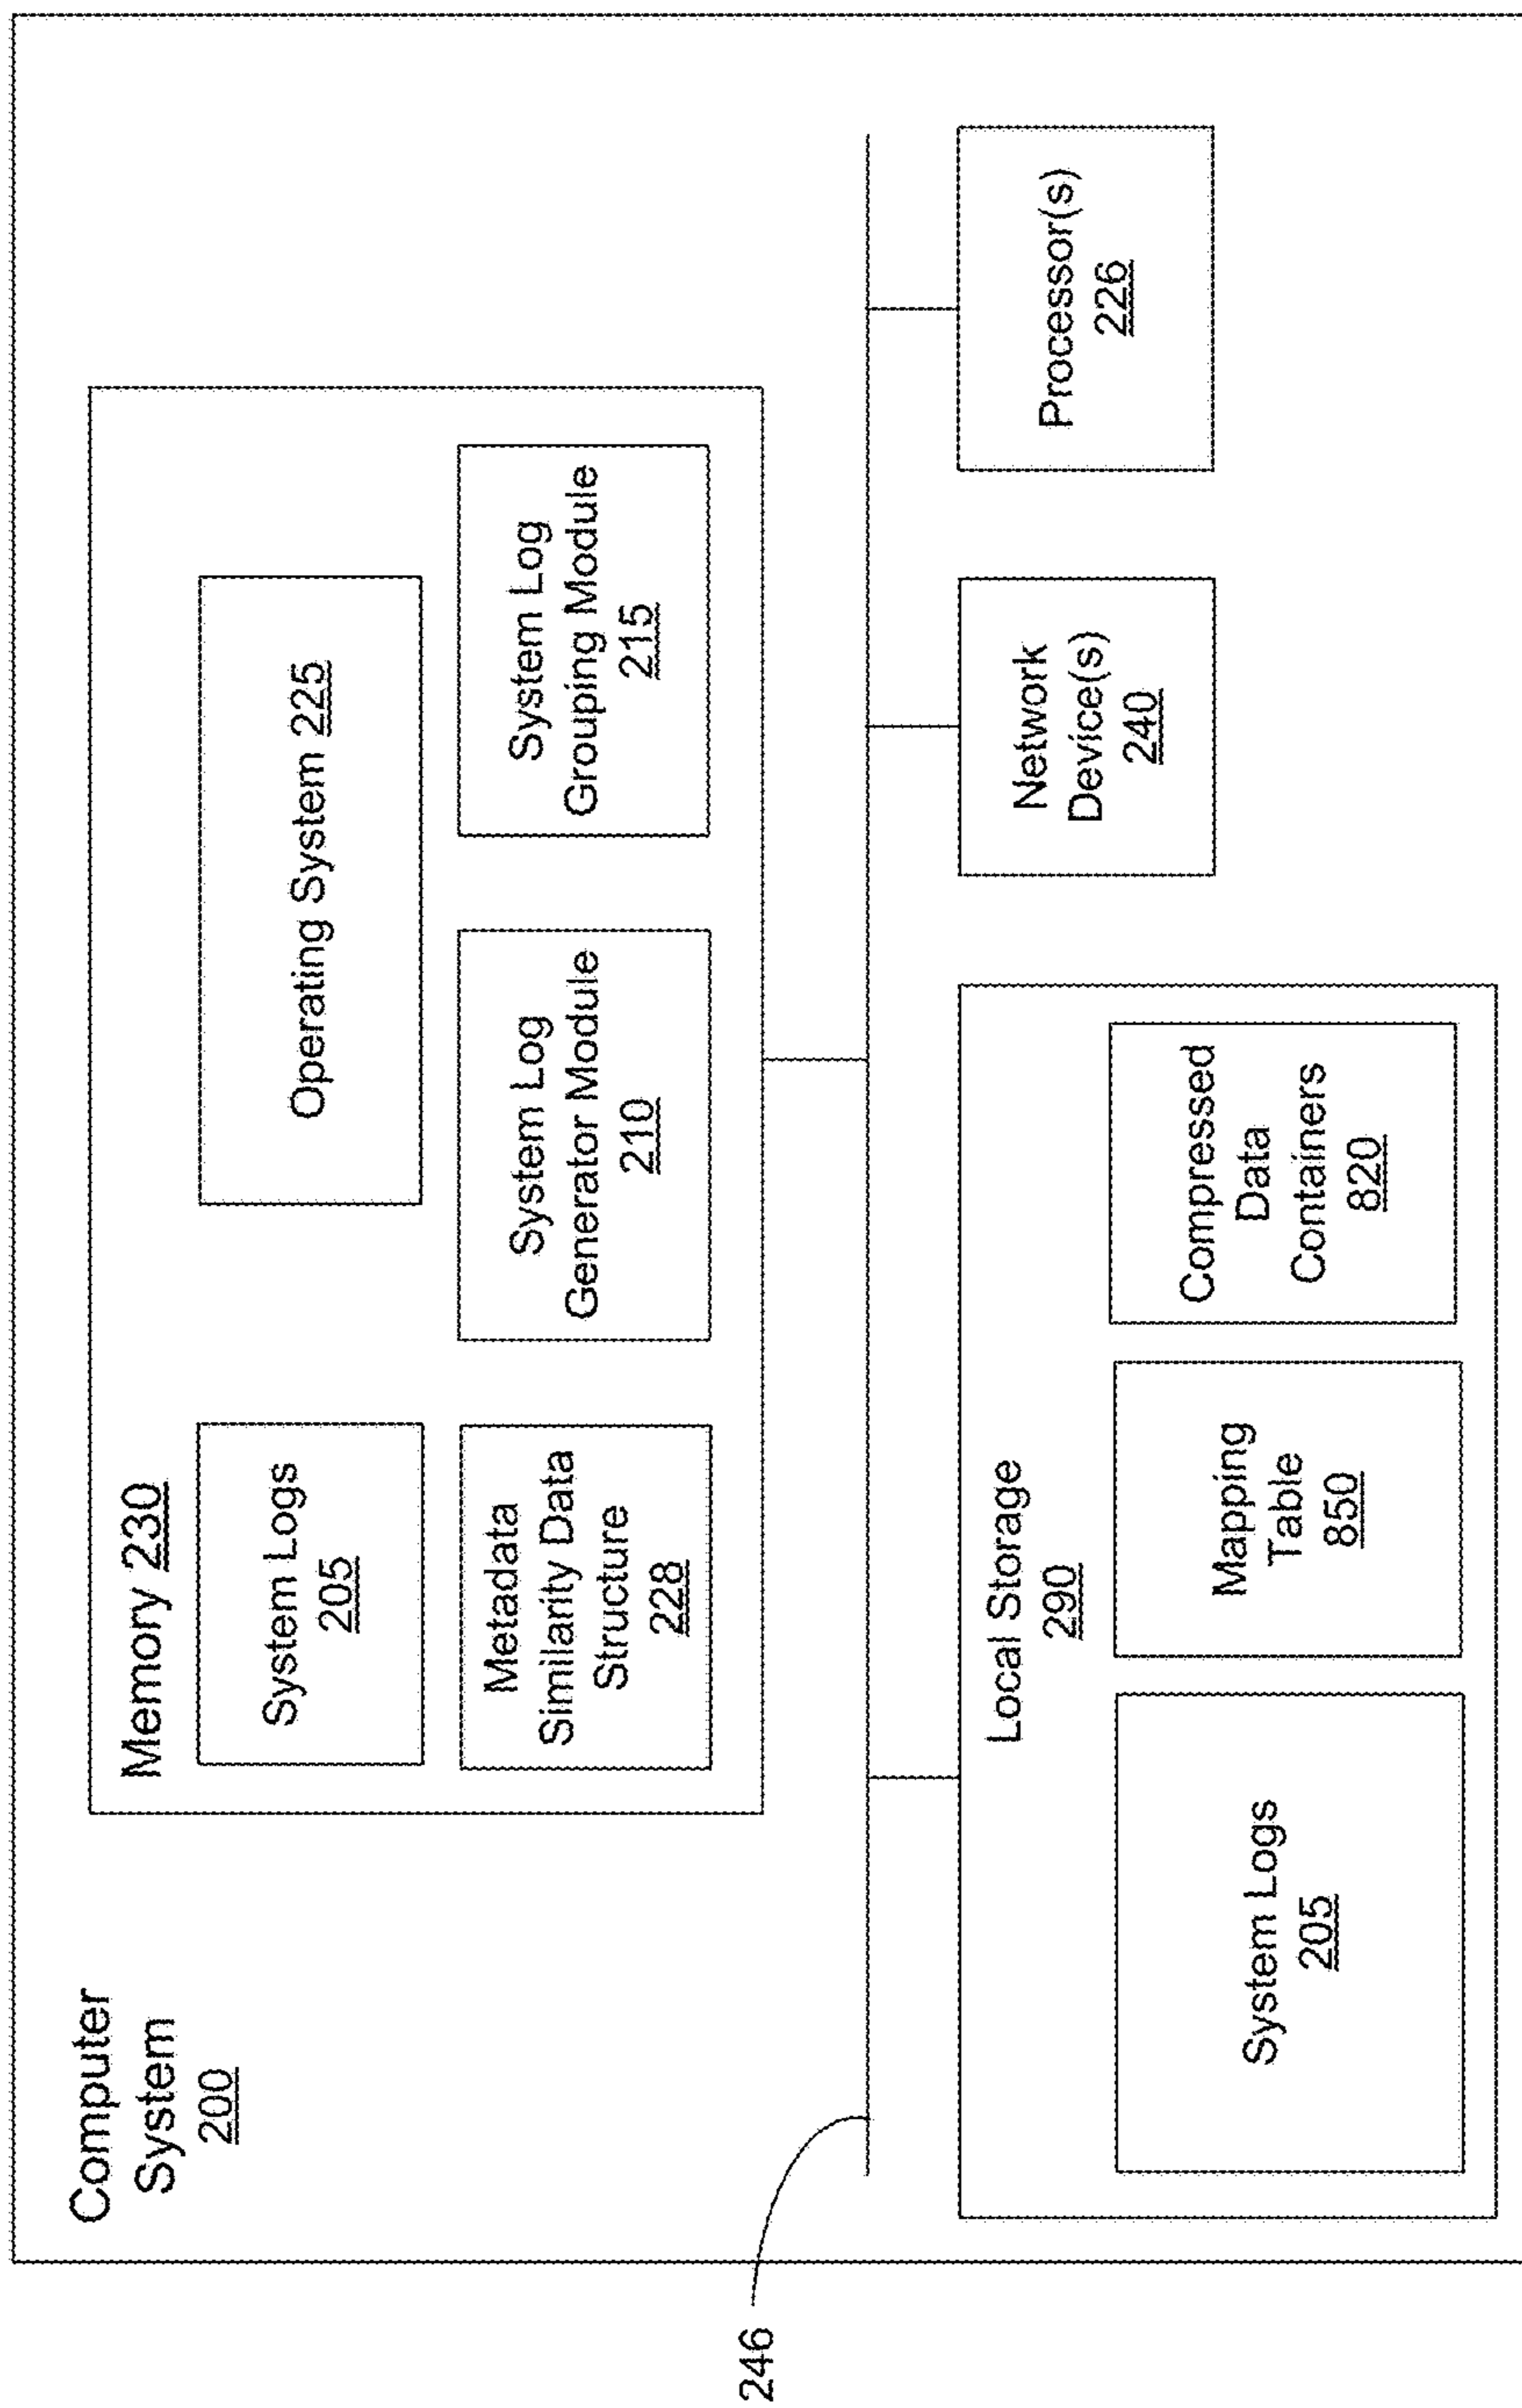 Computer
System
200
Memory 230
System Logs
205
Operating System 225
Metadata
Similarity Data
Structure
228
System Log
Generator Module
210
System Log
Grouping Module
215
246
Local Storage
290
System Logs
205
Mapping
Table
850
Compressed
Data
Containers
820
Network
Device(s)
240
Processor(s)
226